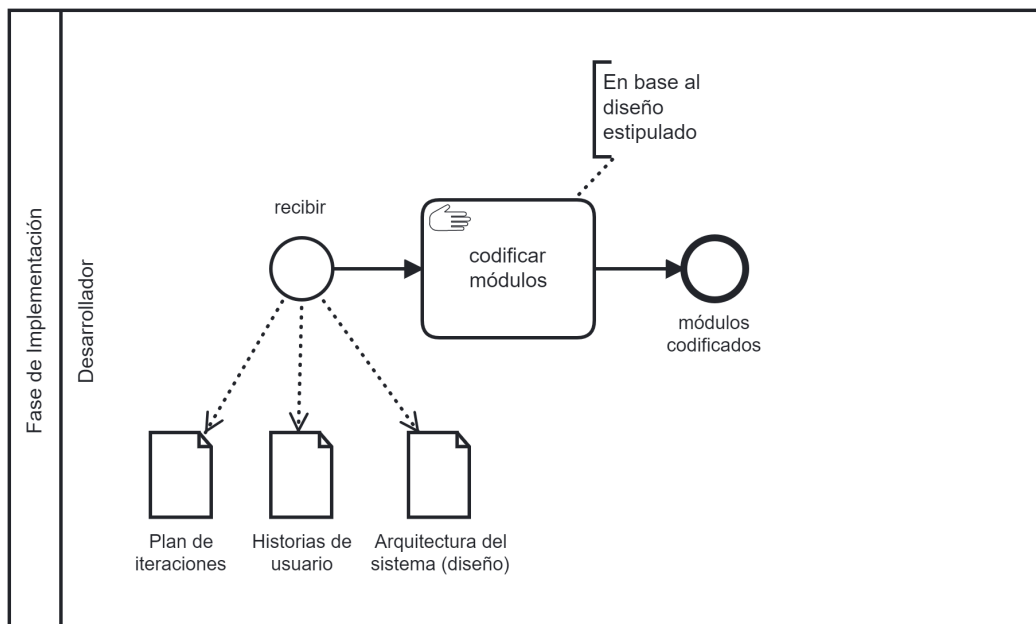 Fase de Implementación
Desarrollador
En base al
diseño
estipulado
recibir
codificar
módulos
módulos
codificados
Plan de
iteraciones
Historias de
usuario
Arquitectura del
sistema (diseño)